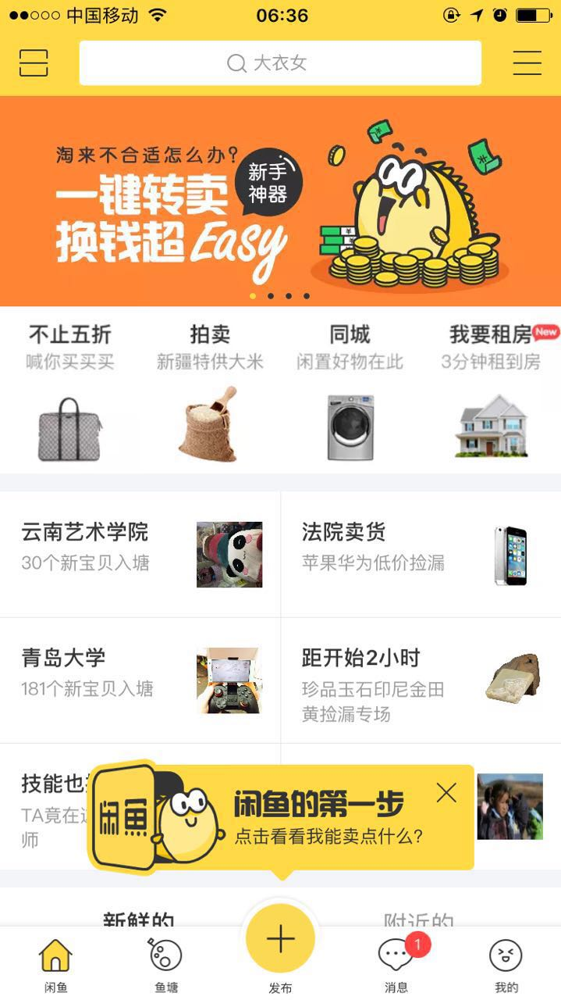 中国移动 06:36
大衣女
淘来不合适怎么办?
一键转卖
换钱超Easy
新手
神器
不止五折
喊你买买买
拍卖
新疆特供大米
同城
闲置好物在此
我要租房 New
3分钟租到房
云南艺术学院
30个新宝贝入塘
法院卖货
苹果华为低价捡漏
青岛大学
181个新宝贝入塘
距开始2小时
珍品玉石印尼金田
黄捡漏专场
技能也
TA竟在
师
闲鱼
闲鱼的第一步
点击看看我能卖点什么?
新鲜的
附近的
闲鱼
鱼塘
发布
1
消息
我的